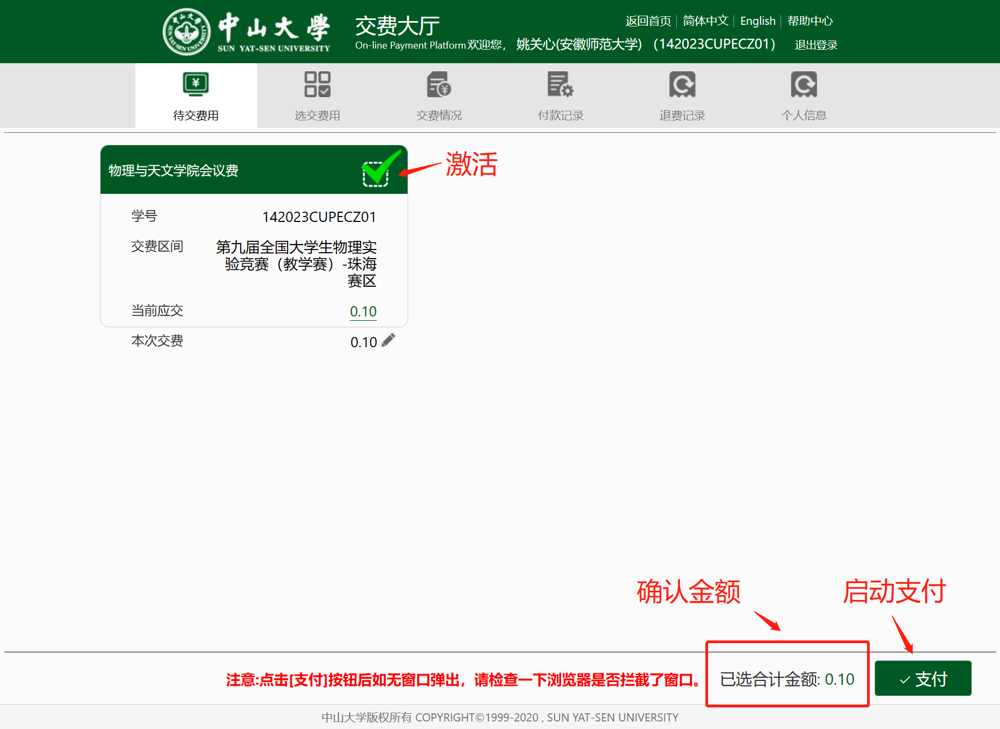 中山大學
SUN YAT-SEN UNIVERSITY
交费大厅
On-line Payment Platform 欢迎您， 姚关心(安徽师范大学) （142023CUPECZ01） 退出登录
返回首页 简体中文 English 帮助中心
待交费用 选交费用 交费情况 付款记录 退费记录 个人信息
物理与天文学院会议费
激活
学号 142023CUPECZ01
交费区间 第九届全国大学生物理实
验竞赛（教学赛）-珠海
赛区
当前应交 0.10
本次交费 0.10
确认金额 启动支付
注意:点击[支付]按钮后如无窗口弹出，请检查一下浏览器是否拦截了窗口。 已选合计金额: 0.10 支付
中山大学版权所有 COPYRIGHT©1999-2020 , SUN YAT-SEN UNIVERSITY